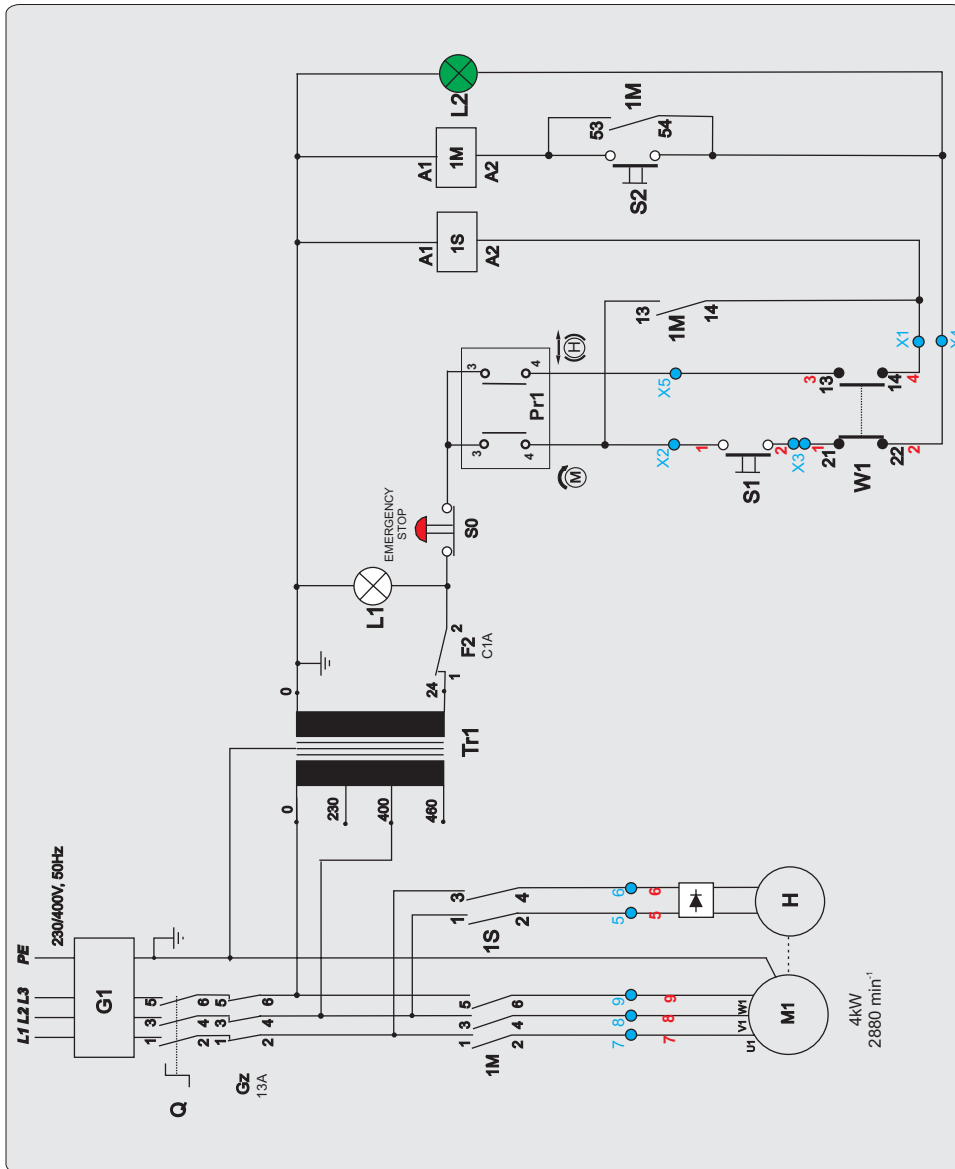 L2
1M
53
54
A1
1M
A2
S2
A1
1S
A2
13
1M
14
X1
3
3
(H)
4
4
Pr1
X5
3
13
14
4
(M)
X2
1
2
X3
1
21
22
2
S1
W1
EMERGENCY
STOP
S0
L1
2
F2
C1A
1
24
0
Tr1
0
230
400
460
230/400V, 50Hz
L1 L2 L3 PE
G1
1 3 5
2 4 6
1 3 5
2 4 6
Q
Gz
13A
1 3
2 4
1S
5 6
5 6
H
1 3 5
2 4 6
1M
7 8 9
7 8 9
U1 V1 W1
M1
4kW
2880 min⁻¹